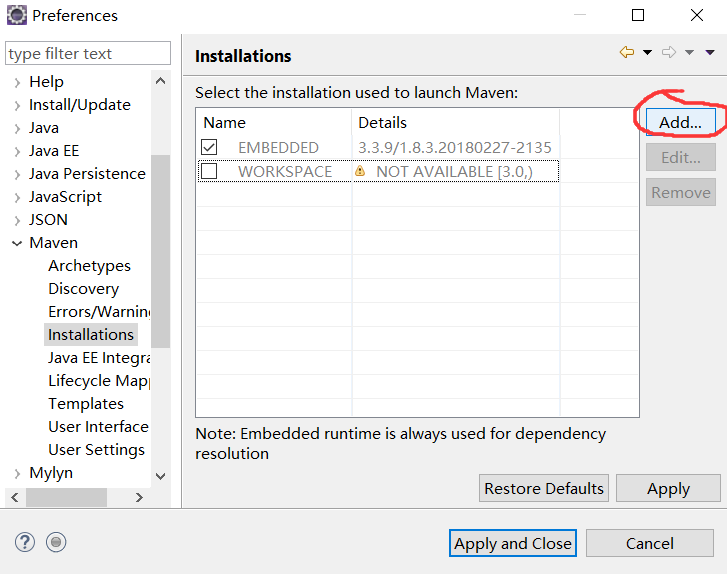 Preferences
type filter text
Help
Install/Update
Java
Java EE
Java Persistence
JavaScript
JSON
Maven
Archetypes
Discovery
Errors/Warning
Installations
Java EE Integra
Lifecycle Map
Templates
User Interface
User Settings
Mylyn
Installations
Select the installation used to launch Maven:
Name Details
EMBEDDED 3.3.9/1.8.3.20180227-2135
WORKSPACE NOT AVAILABLE [3.0,)
Add...
Edit...
Remove
Note: Embedded runtime is always used for dependency
resolution
Restore Defaults Apply
Apply and Close Cancel